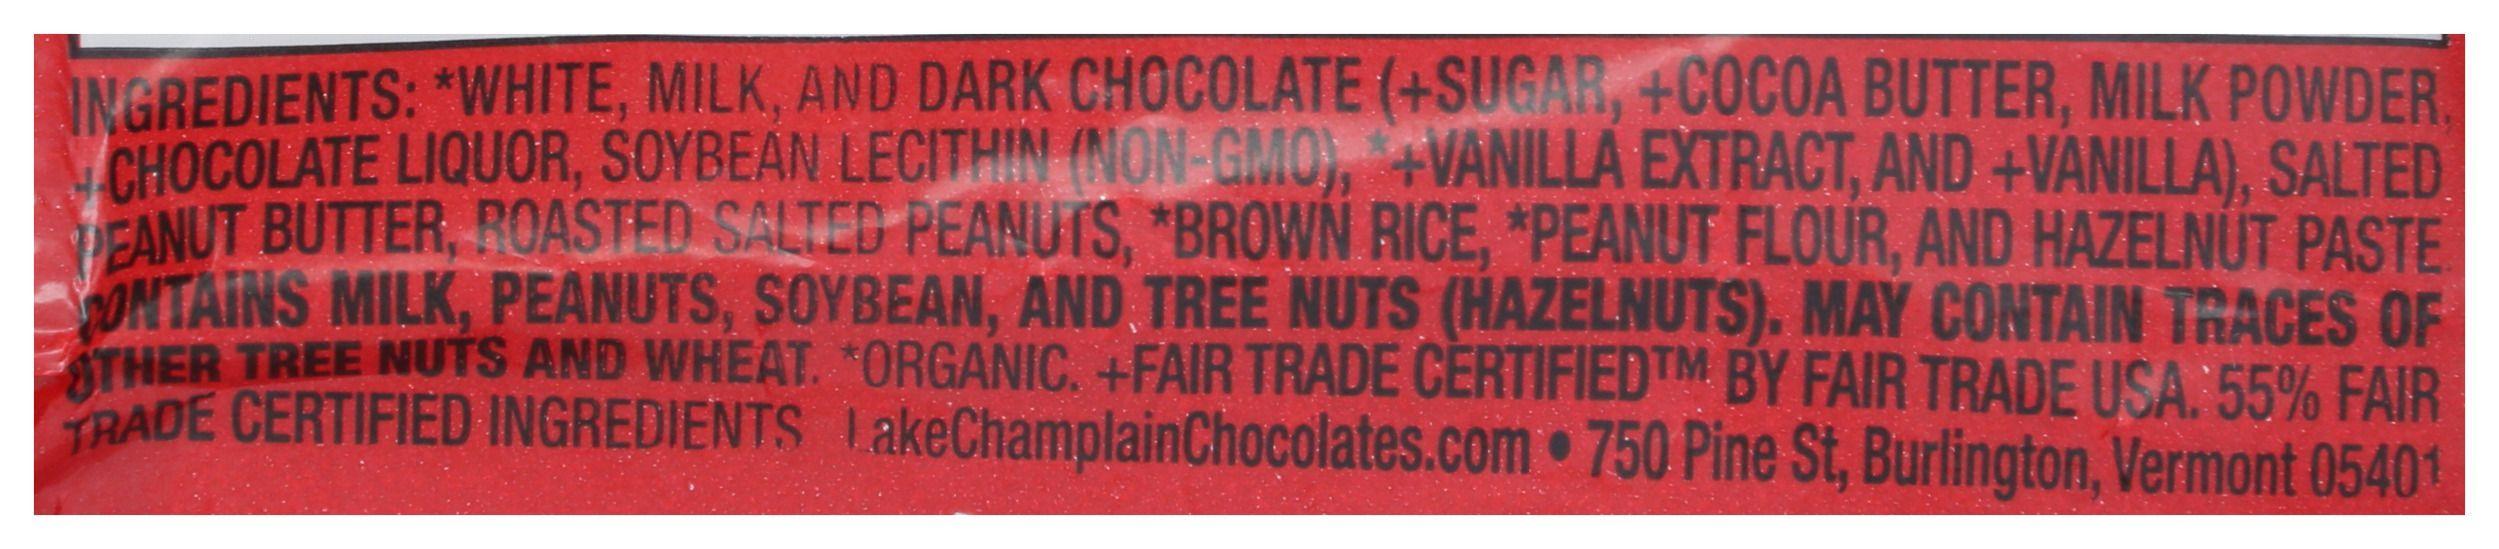 INGREDIENTS: *WHITE, MILK, AND DARK CHOCOLATE (+SUGAR, +COCOA BUTTER, MILK POWDER,
+CHOCOLATE LIQUOR, SOYBEAN LECITHIN (NON-GMO), *+VANILLA EXTRACT, AND +VANILLA), SALTED
PEANUT BUTTER, ROASTED SALTED PEANUTS, *BROWN RICE, *PEANUT FLOUR, AND HAZELNUT PASTE.
CONTAINS MILK, PEANUTS, SOYBEAN, AND TREE NUTS (HAZELNUTS). MAY CONTAIN TRACES OF
OTHER TREE NUTS AND WHEAT. *ORGANIC. +FAIR TRADE CERTIFIED™ BY FAIR TRADE USA. 55% FAIR
TRADE CERTIFIED INGREDIENTS LakeChamplainChocolates.com • 750 Pine St, Burlington, Vermont 05401